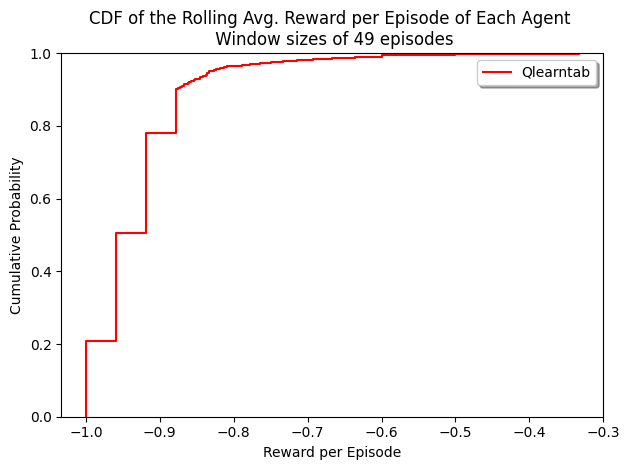 CDF of the Rolling Avg. Reward per Episode of Each Agent
Window sizes of 49 episodes
Qlearntab
Cumulative Probability
1.0
0.8
0.6
0.4
0.2
0.0
−1.0 −0.9 −0.8 −0.7 −0.6 −0.5 −0.4 −0.3
Reward per Episode